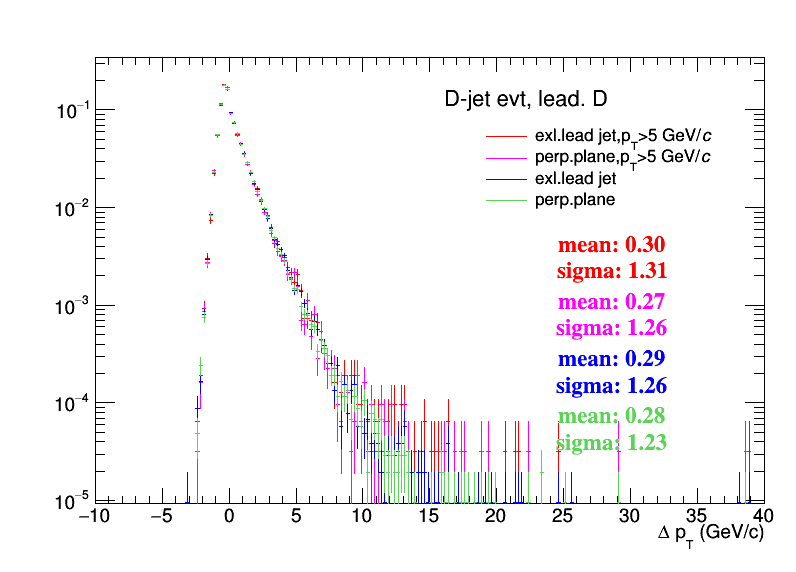 D-jet evt, lead. D
exl.lead jet,pT>5 GeV/c
perp.plane,pT>5 GeV/c
exl.lead jet
perp.plane
mean: 0.30
sigma: 1.31
mean: 0.27
sigma: 1.26
mean: 0.29
sigma: 1.26
mean: 0.28
sigma: 1.23
10−1
10−2
10−3
10−4
10−5
−10 −5 0 5 10 15 20 25 30 35 40
Δ pT (GeV/c)